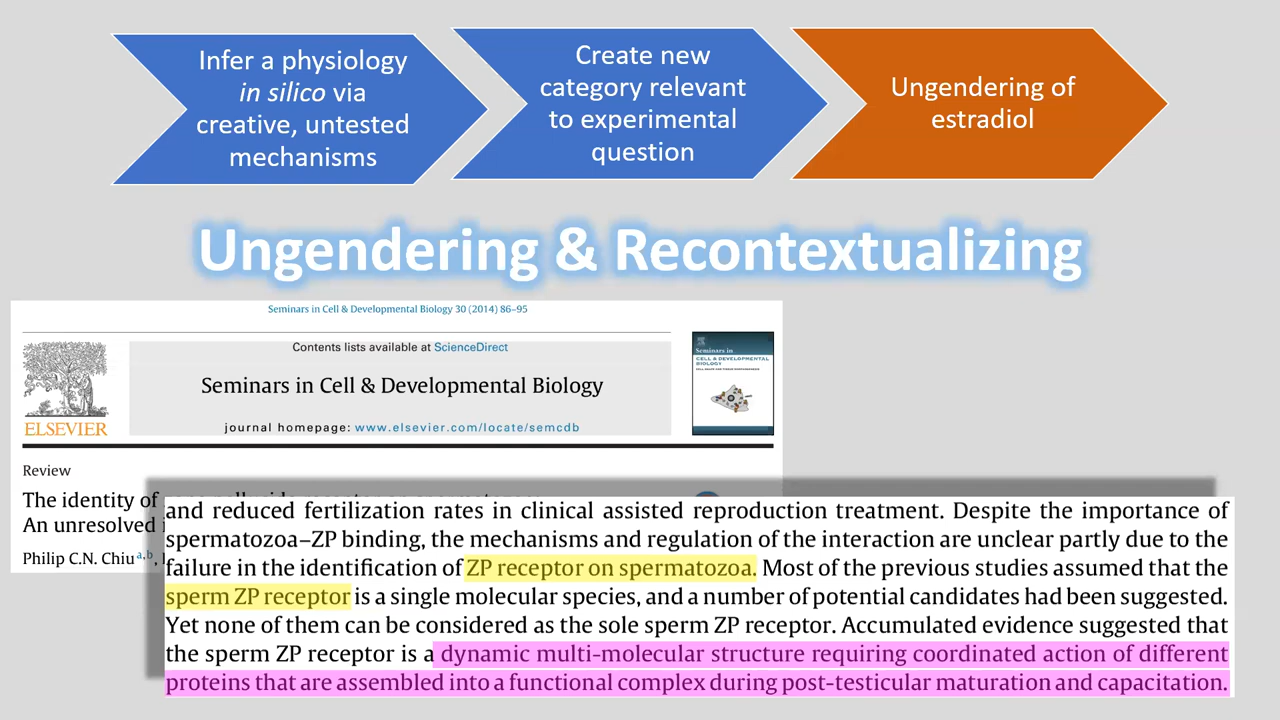 Infer a physiology
in silico via
creative, untested
mechanisms
Create new
category relevant
to experimental
question
Ungendering of
estradiol
Ungendering & Recontextualizing
Seminars in Cell & Developmental Biology 30 (2014) 86–95
Contents lists available at ScienceDirect
Seminars in Cell & Developmental Biology
journal homepage: www.elsevier.com/locate/semcdb
ELSEVIER
Seminars in
CELL & DEVELOPMENTAL
BIOLOGY
Review
The identity of
An unresolved
Philip C.N. Chiu a,b,
and reduced fertilization rates in clinical assisted reproduction treatment. Despite the importance of
spermatozoa–ZP binding, the mechanisms and regulation of the interaction are unclear partly due to the
failure in the identification of ZP receptor on spermatozoa. Most of the previous studies assumed that the
sperm ZP receptor is a single molecular species, and a number of potential candidates had been suggested.
Yet none of them can be considered as the sole sperm ZP receptor. Accumulated evidence suggested that
the sperm ZP receptor is a dynamic multi-molecular structure requiring coordinated action of different
proteins that are assembled into a functional complex during post-testicular maturation and capacitation.